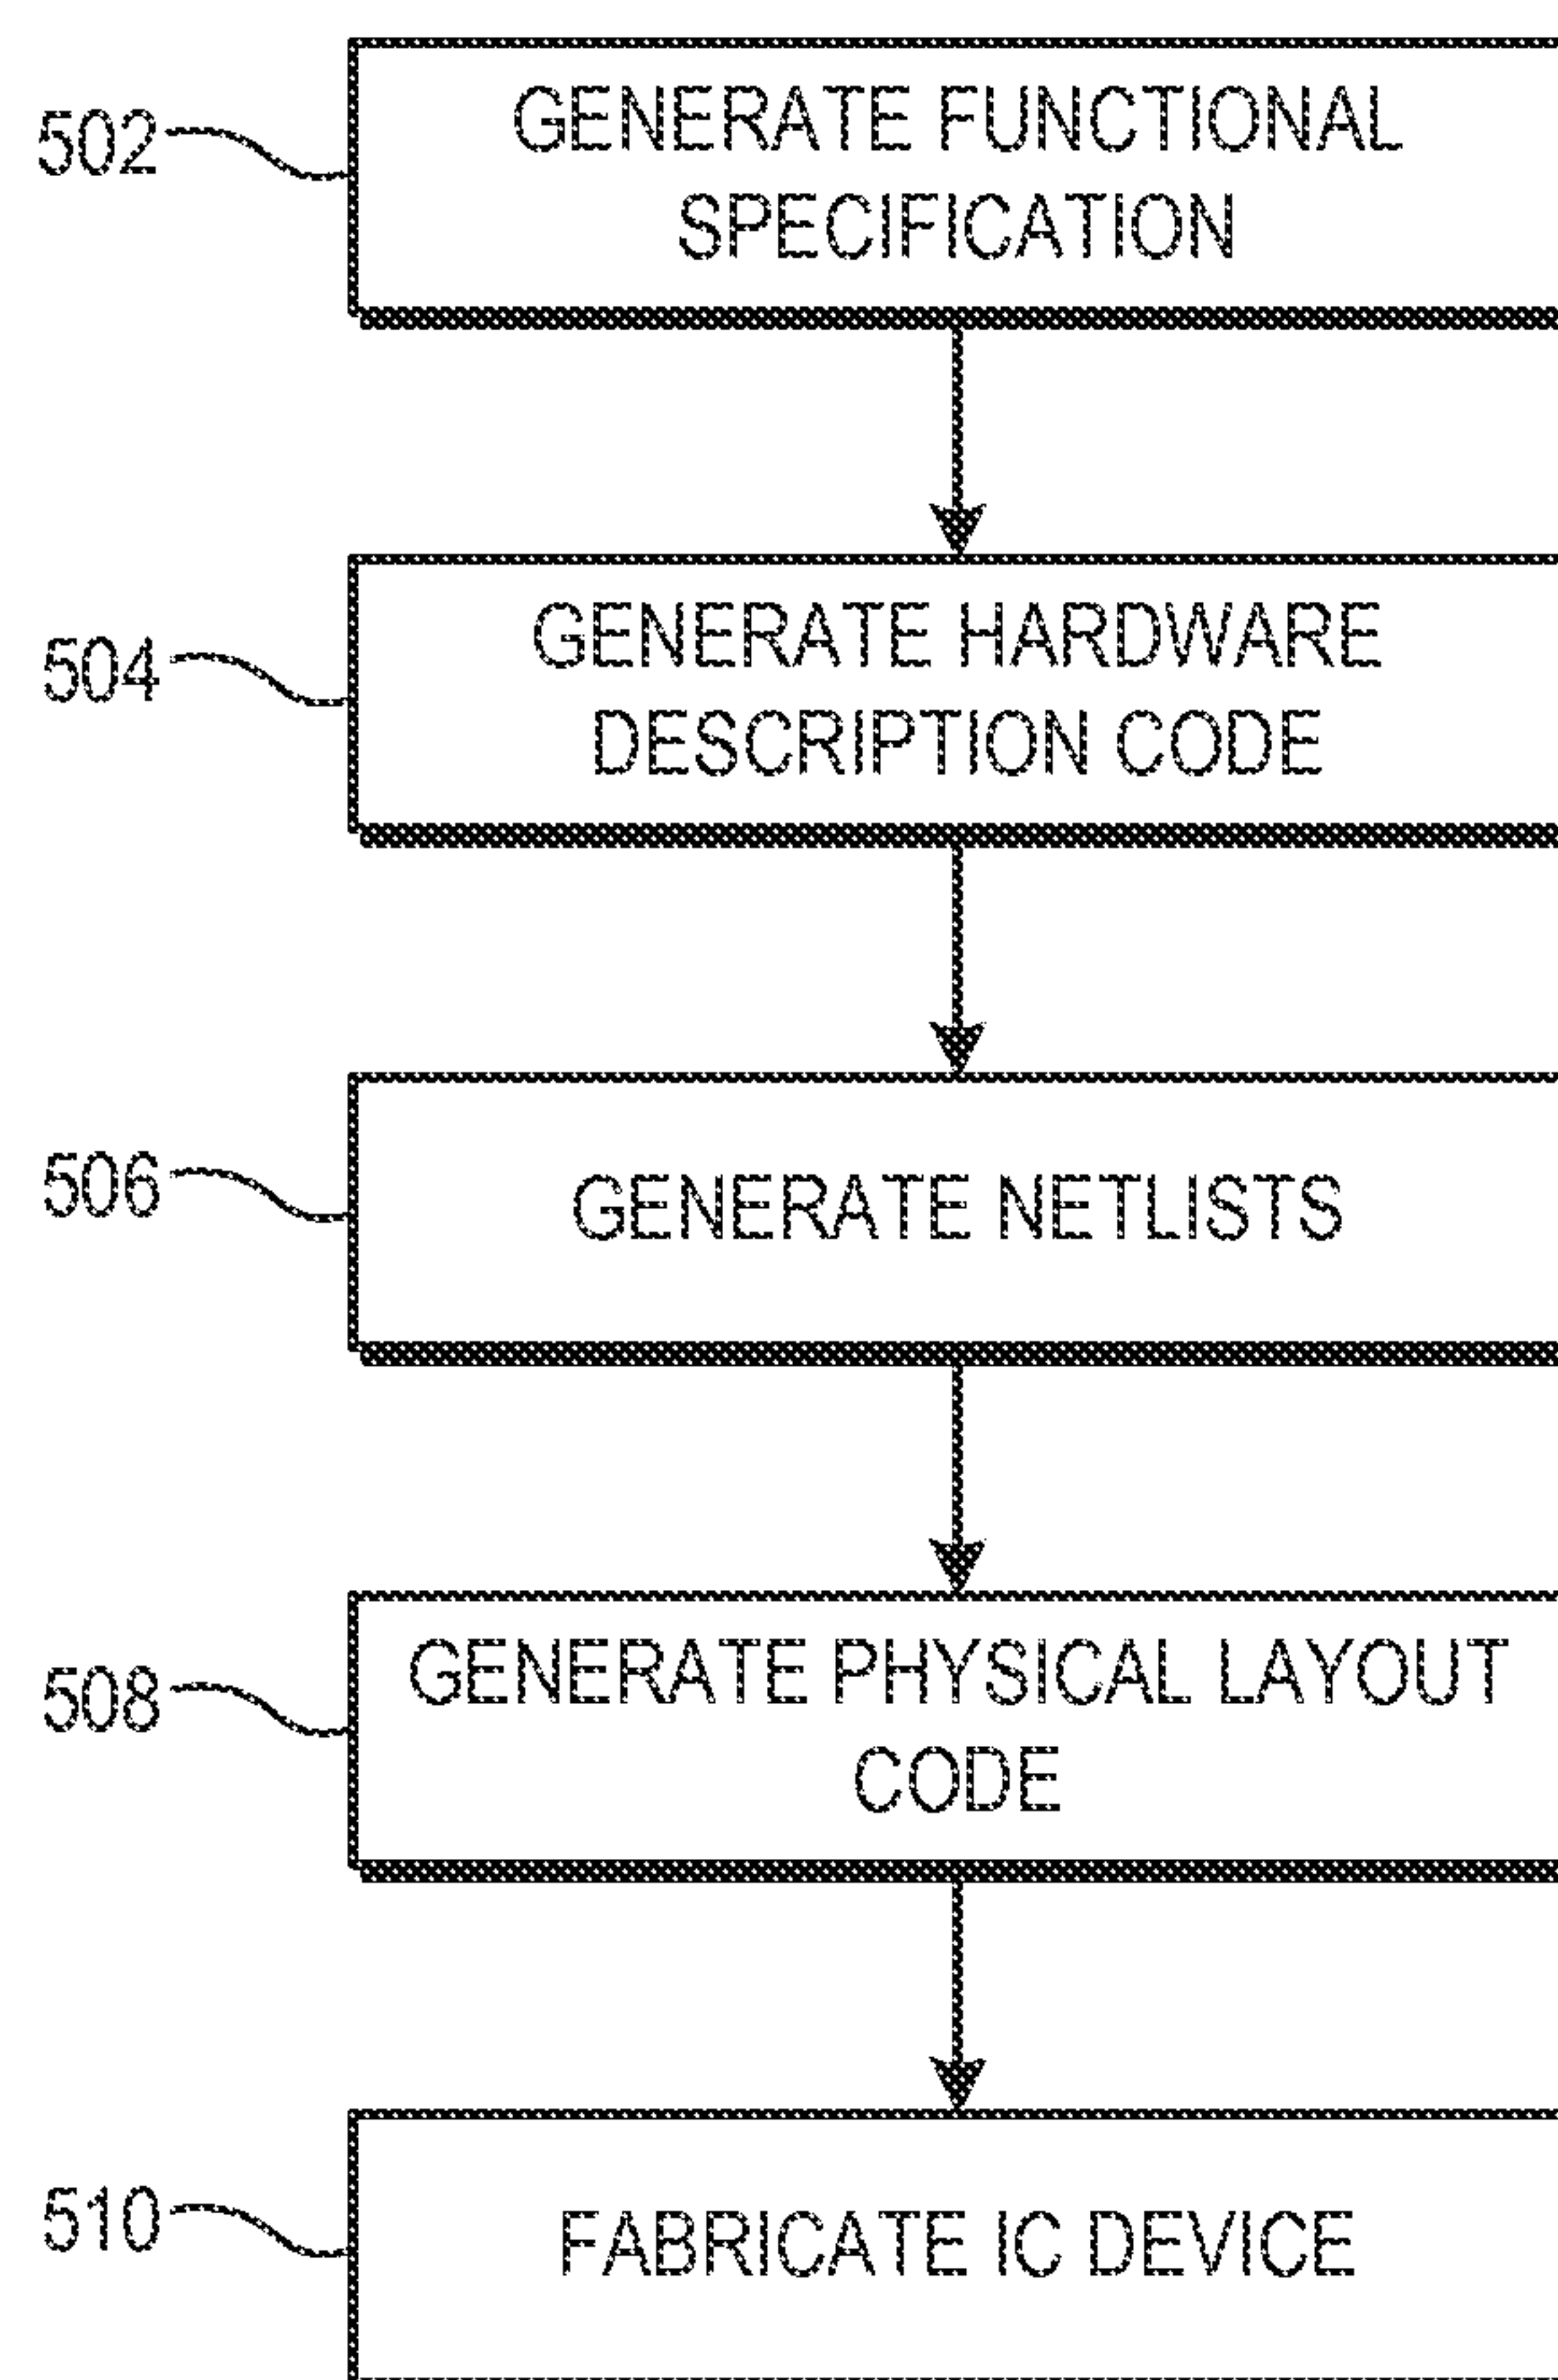 502
GENERATE FUNCTIONAL
SPECIFICATION
504
GENERATE HARDWARE
DESCRIPTION CODE
506
GENERATE NETLISTS
508
GENERATE PHYSICAL LAYOUT
CODE
510
FABRICATE IC DEVICE